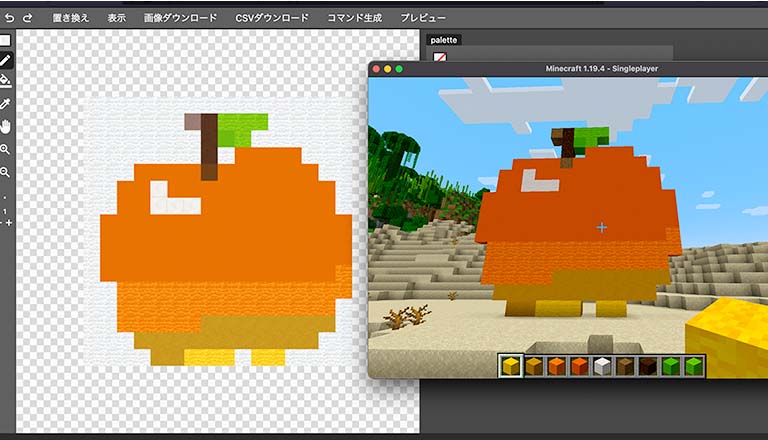 置き換え 表示 画像ダウンロード CSVダウンロード コマンド生成 プレビュー
palette
Minecraft 1.19.4 - Singleplayer
1
- +